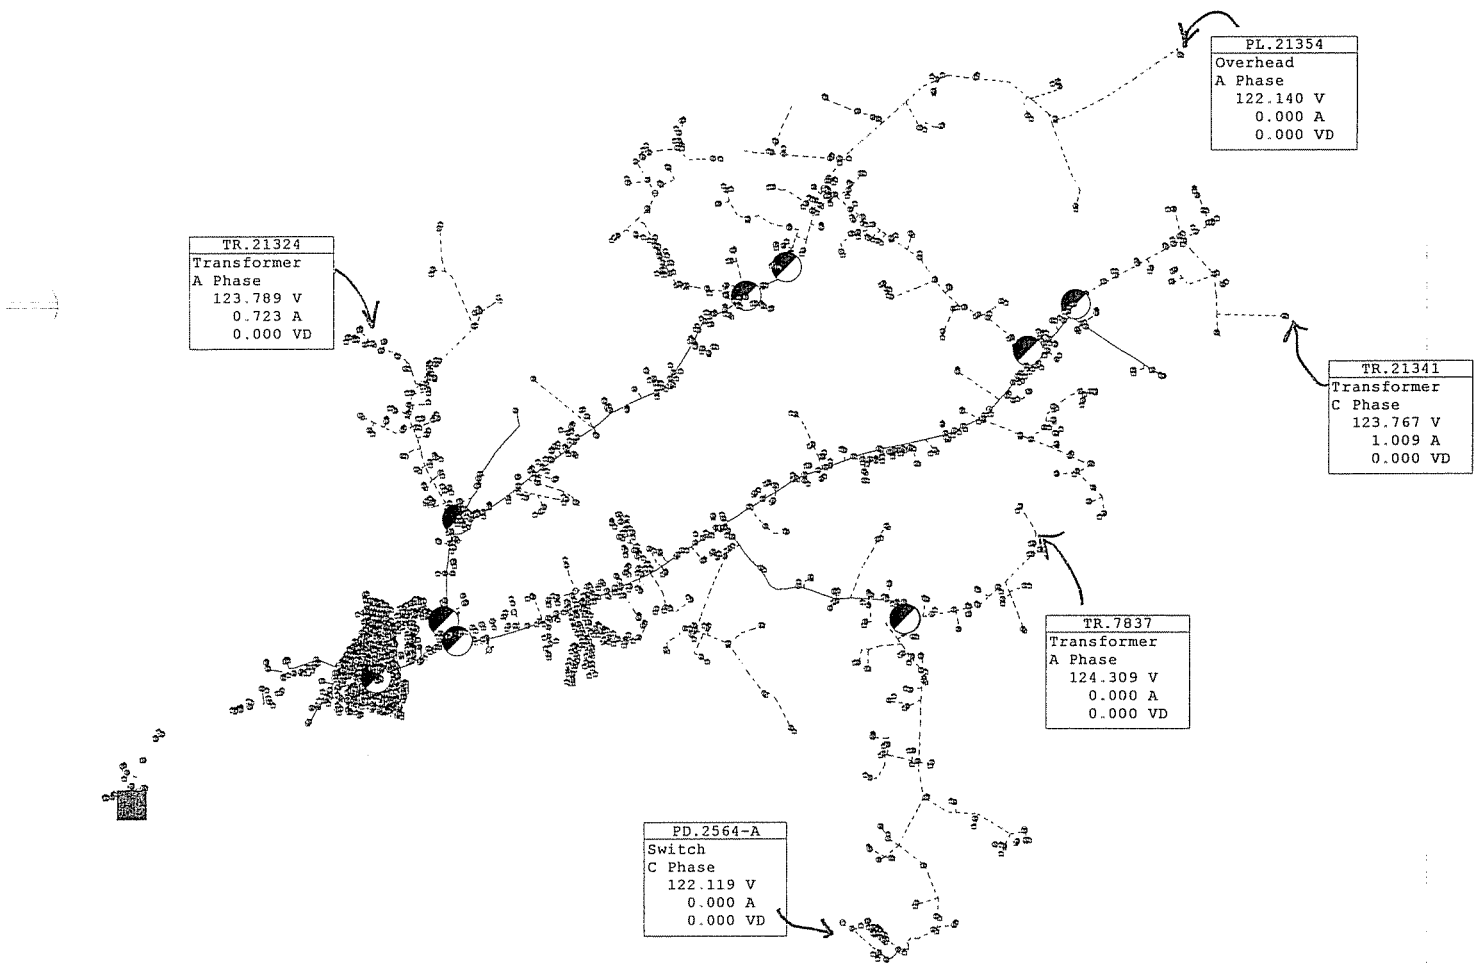 PL.21354
Overhead
A Phase
122.140 V
0.000 A
0.000 VD
TR.21324
Transformer
A Phase
123.789 V
0.723 A
0.000 VD
TR.21341
Transformer
C Phase
123.767 V
1.009 A
0.000 VD
TR.7837
Transformer
A Phase
124.309 V
0.000 A
0.000 VD
PD.2564-A
Switch
C Phase
122.119 V
0.000 A
0.000 VD